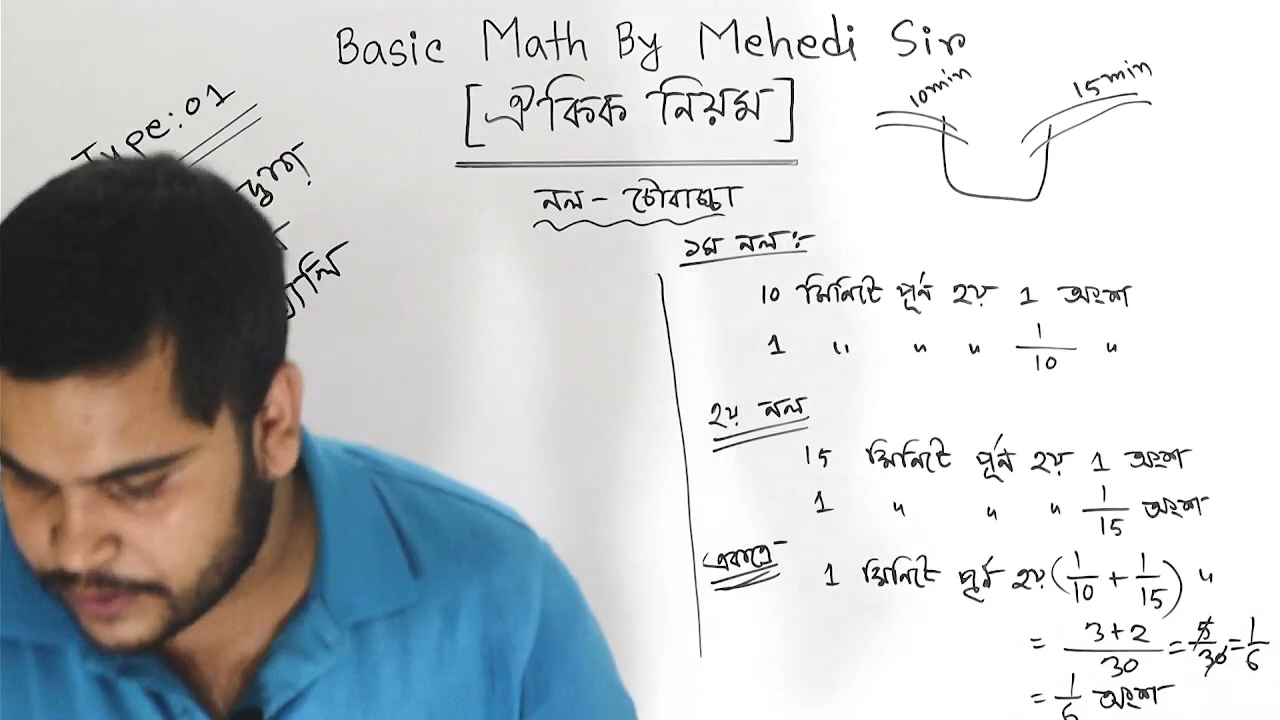 Basic Math By Mehedi Sir
[ঐকিক নিয়ম]
Type:01
নল - চৌবাচ্চা
10min
15min
১ম নল:-
10 মিনিটে পূর্ন হয় 1 অংশ
1 " " " 1/10 "
২য় নল
15 মিনিটে পূর্ন হয় 1 অংশ
1 " " " 1/15 অংশ
একত্রে-
1 মিনিটে পূর্ন হয় (1/10 + 1/15) "
= 3+2/30 = 5/30 = 1/6
= 1/6 অংশ